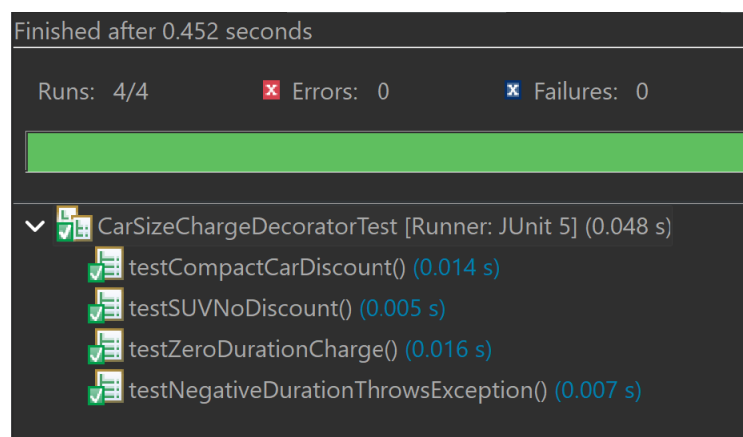 Finished after 0.452 seconds
Runs: 4/4 Errors: 0 Failures: 0
CarSizeChargeDecoratorTest [Runner: JUnit 5] (0.048 s)
testCompactCarDiscount() (0.014 s)
testSUVNoDiscount() (0.005 s)
testZeroDurationCharge() (0.016 s)
testNegativeDurationThrowsException() (0.007 s)